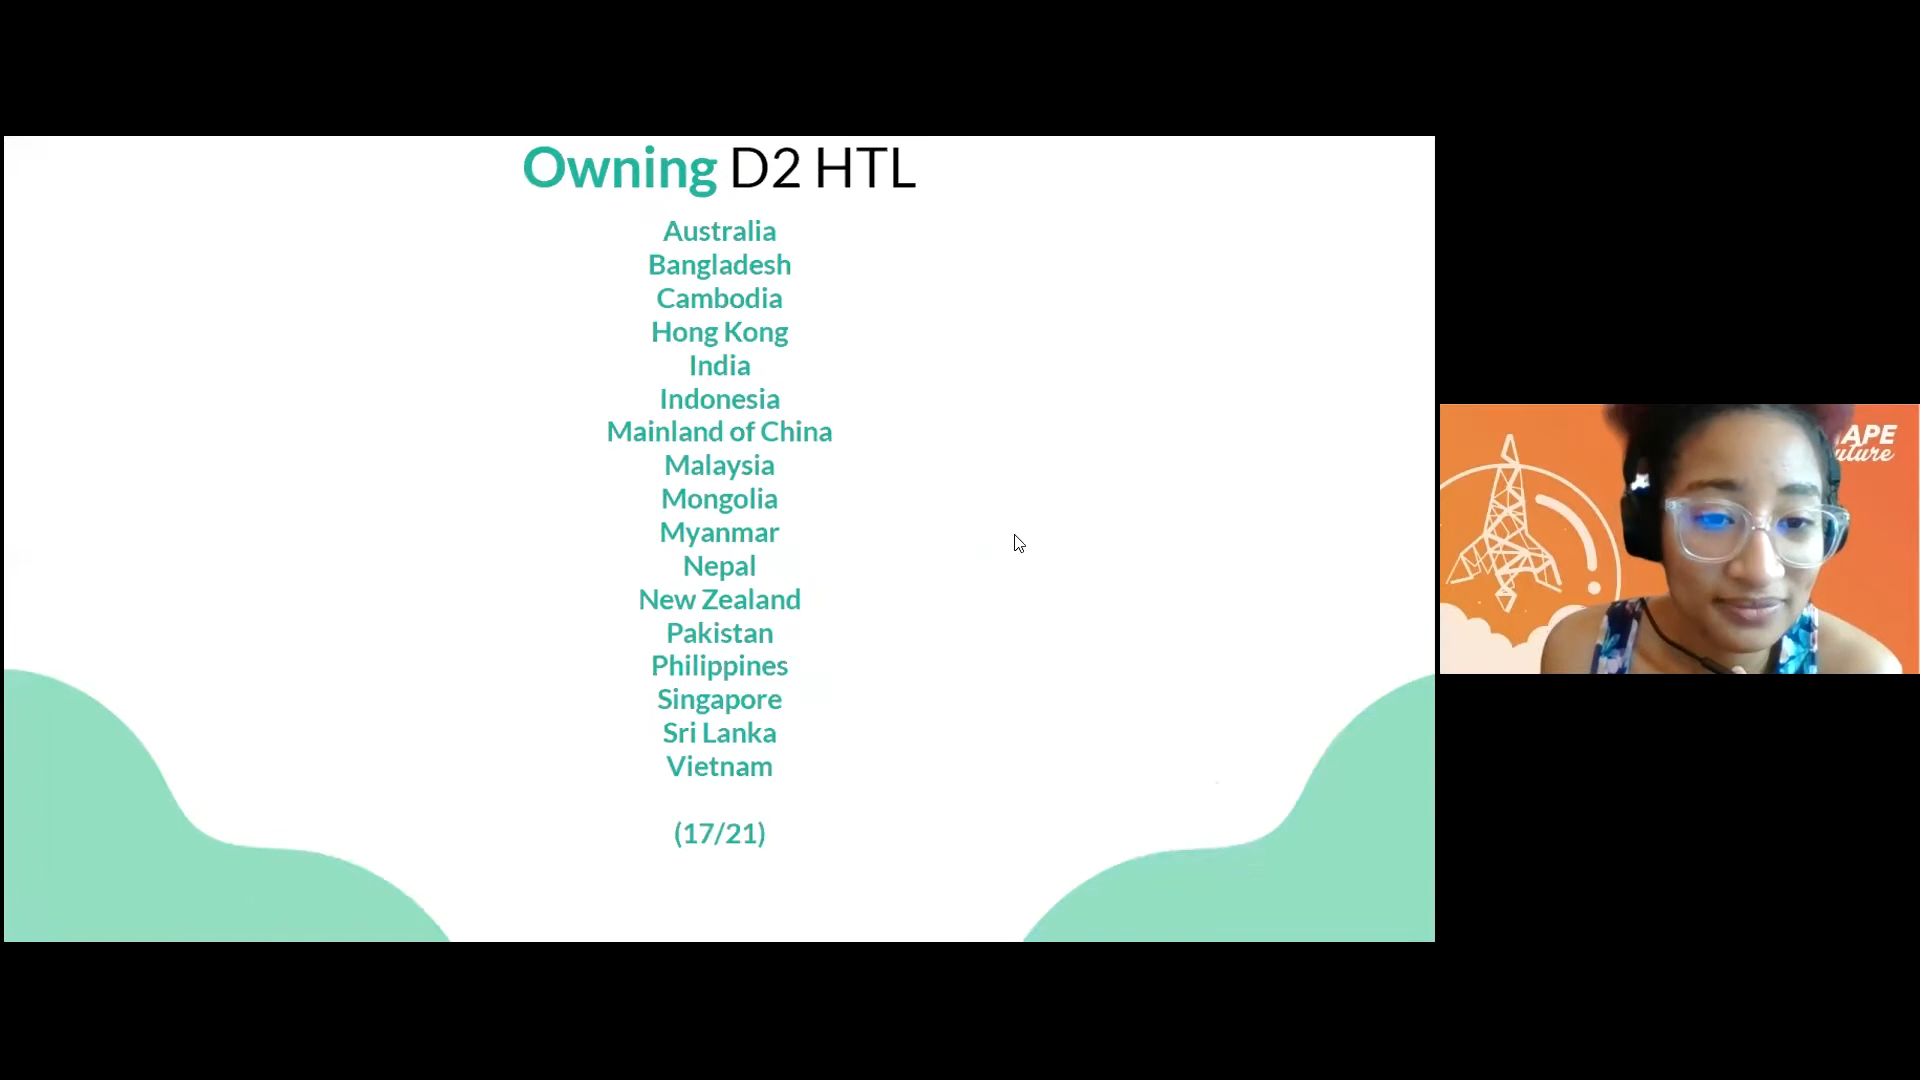 Owning D2 HTL
Australia
Bangladesh
Cambodia
Hong Kong
India
Indonesia
Mainland of China
Malaysia
Mongolia
Myanmar
Nepal
New Zealand
Pakistan
Philippines
Singapore
Sri Lanka
Vietnam
(17/21)